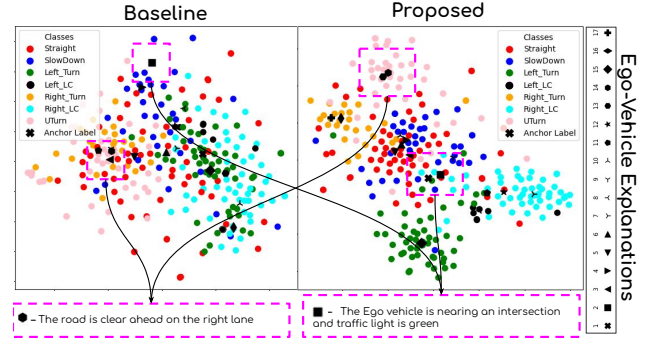 Baseline
Proposed
Classes
Straight
SlowDown
Left_Turn
Left_LC
Right_Turn
Right_LC
UTurn
Anchor Label
Classes
Straight
SlowDown
Left_Turn
Left_LC
Right_Turn
Right_LC
UTurn
Anchor Label
17
16
15
14
13
12
11
10
9
8
7
6
5
4
3
2
1
Ego-Vehicle Explanations
– The road is clear ahead on the right lane
– The Ego vehicle is nearing an intersection
and traffic light is green